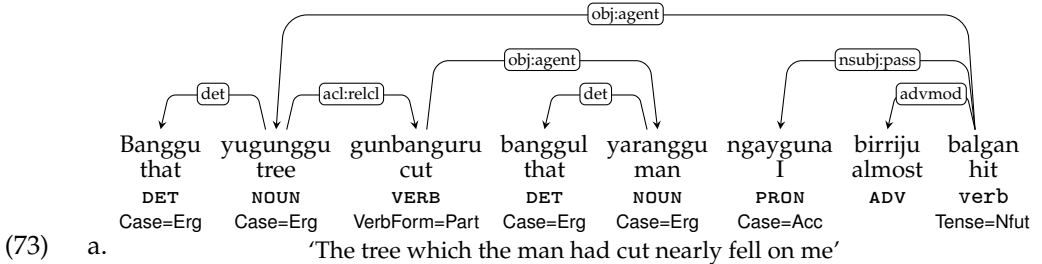 obj:agent
obj:agent nsubj:pass
det acl:relcl det advmod
Banggu yugunggu gunbanguru banggul yaranggu ngayguna birriju balgan
that tree cut that man I almost hit
DET NOUN VERB DET NOUN PRON ADV verb
Case=Erg Case=Erg VerbForm=Part Case=Erg Case=Erg Case=Acc Tense=Nfut
(73) a. ‘The tree which the man had cut nearly fell on me’